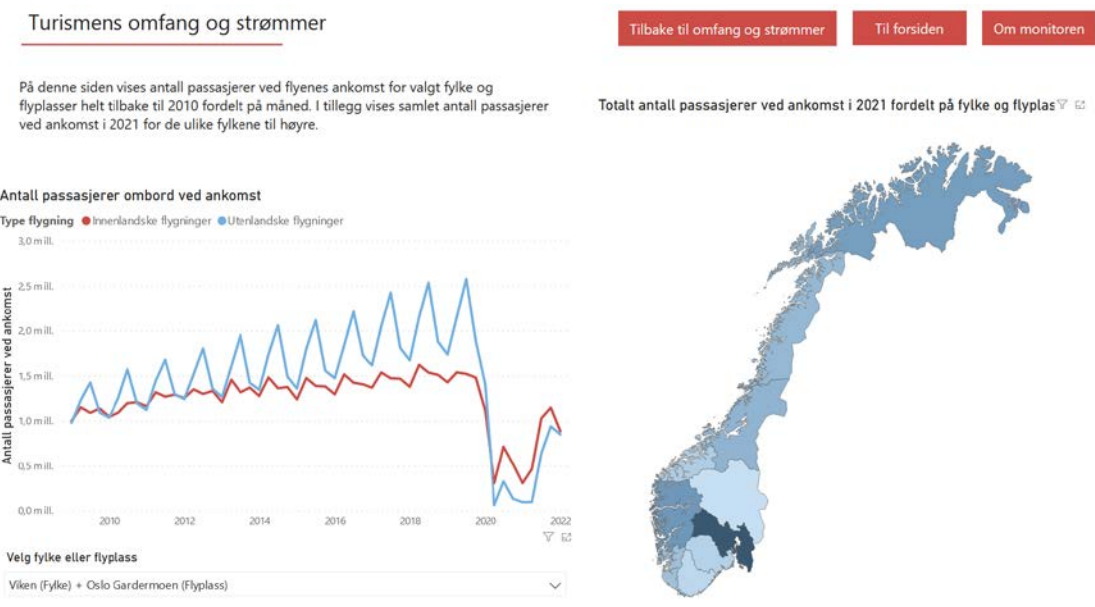 Turismens omfang og strømmer
Tilbake til omfang og strømmer
Til forsiden
Om monitoren
På denne siden vises antall passasjerer ved flyenes ankomst for valgt fylke og
flyplasser helt tilbake til 2010 fordelt på måned. I tillegg vises samlet antall passasjerer
ved ankomst i 2021 for de ulike fylkene til høyre.
Totalt antall passasjerer ved ankomst i 2021 fordelt på fylke og flyplas
Antall passasjerer ombord ved ankomst
Type flygning Innenlandske flygninger Utenlandske flygninger
Antall passasjerer ved ankomst
3,0 mill.
2,5 mill.
2,0 mill.
1,5 mill.
1,0 mill.
0,5 mill.
0,0 mill.
2010 2012 2014 2016 2018 2020 2022
Velg fylke eller flyplass
Viken (Fylke) + Oslo Gardermoen (Flyplass)